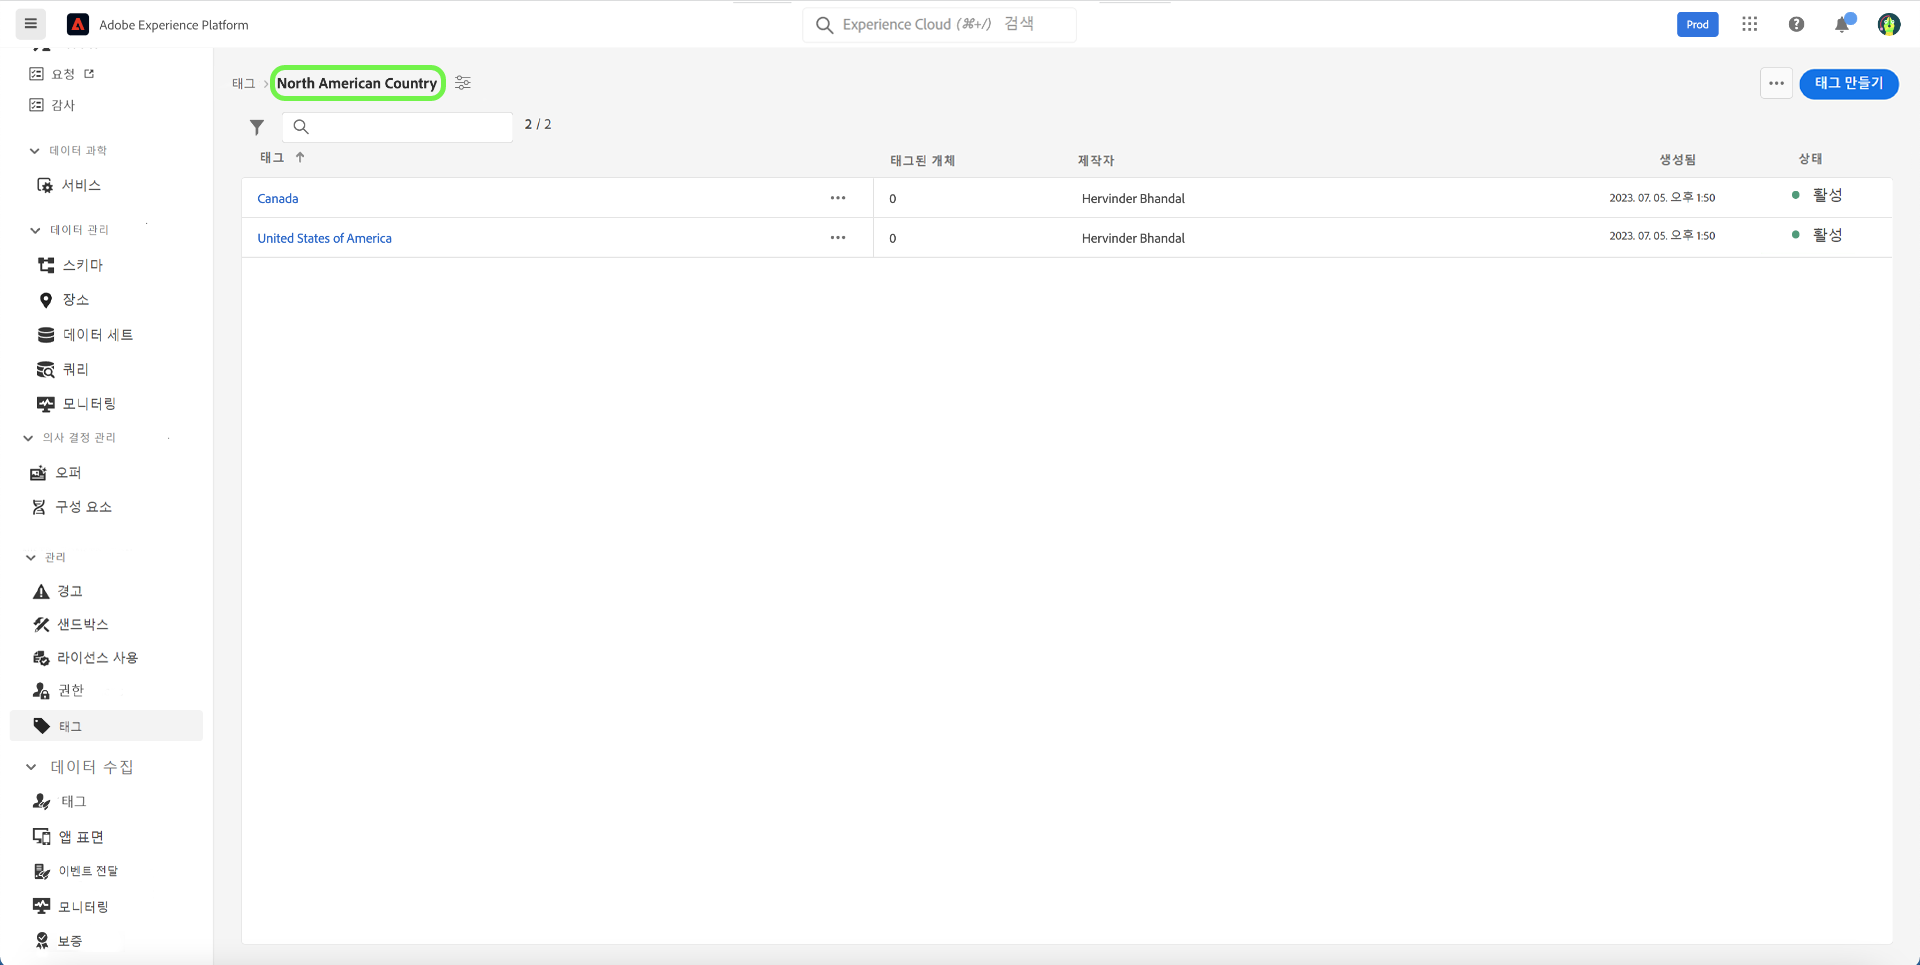 Adobe Experience Platform
Experience Cloud (⌘+/) 검색
Prod
요청
감사
데이터 과학
서비스
데이터 관리
스키마
장소
데이터 세트
쿼리
모니터링
의사 결정 관리
오퍼
구성 요소
관리
경고
샌드박스
라이선스 사용
권한
태그
데이터 수집
태그
앱 표면
이벤트 전달
모니터링
보증
태그 > North American Country
태그 만들기
2 / 2
태그 ↑ 태그된 개체 제작자 생성됨 상태
Canada ••• 0 Hervinder Bhandal 2023. 07. 05. 오후 1:50 활성
United States of America ••• 0 Hervinder Bhandal 2023. 07. 05. 오후 1:50 활성